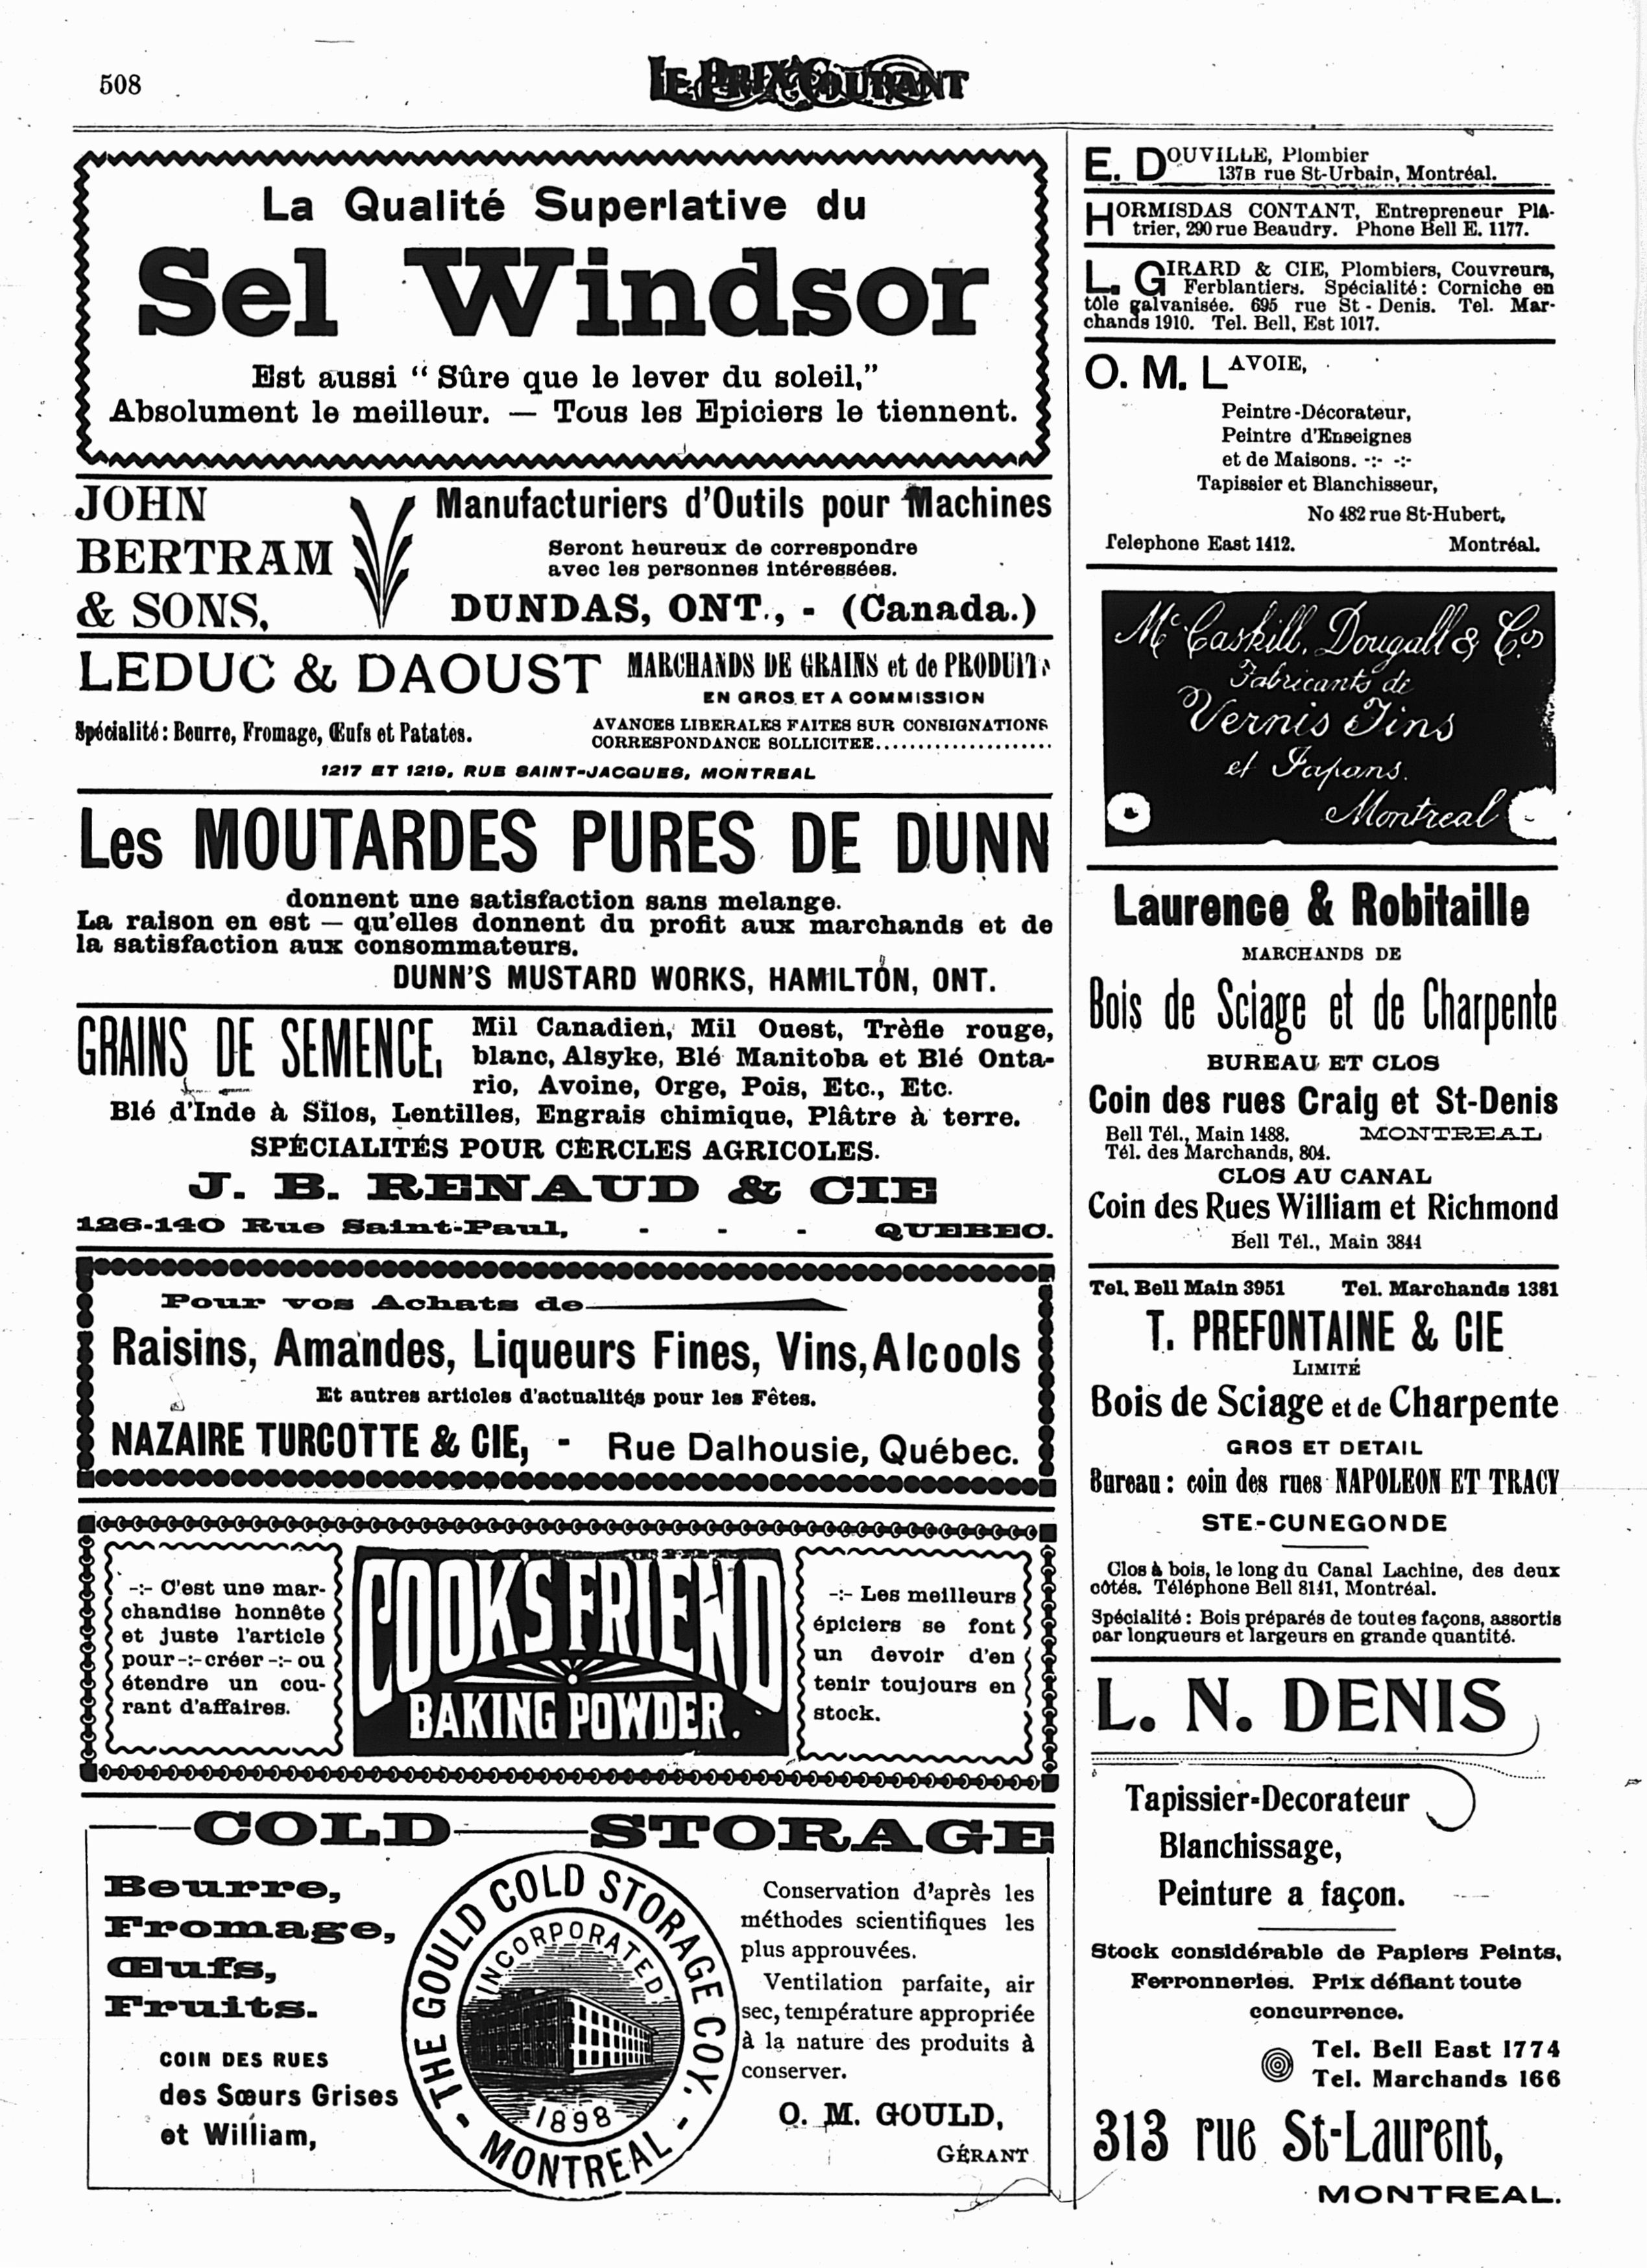 508
LE PRIX COURANT
La Qualité Superlative du
Sel Windsor
Est aussi “ Sûre que le lever du soleil,”
Absolument le meilleur. — Tous les Epiciers le tiennent.
JOHN
BERTRAM
& SONS,
Manufacturiers d'Outils pour Machines
Seront heureux de correspondre
avec les personnes intéressées.
DUNDAS, ONT., - (Canada.)
LEDUC & DAOUST
MARCHANDS DE GRAINS et de PRODUITS
EN GROS ET A COMMISSION
Spécialité : Beurre, Fromage, Œufs et Patates.
AVANCES LIBERALES FAITES SUR CONSIGNATIONS
CORRESPONDANCE SOLLICITEE.....................
1217 ET 1219, RUE SAINT-JACQUES, MONTREAL
Les MOUTARDES PURES DE DUNN
donnent une satisfaction sans melange.
La raison en est — qu'elles donnent du profit aux marchands et de
la satisfaction aux consommateurs.
DUNN'S MUSTARD WORKS, HAMILTON, ONT.
GRAINS DE SEMENCE,
Mil Canadien, Mil Ouest, Trèfle rouge,
blanc, Alsyke, Blé Manitoba et Blé Onta-
rio, Avoine, Orge, Pois, Etc., Etc.
Blé d'Inde à Silos, Lentilles, Engrais chimique, Plâtre à terre.
SPÉCIALITÉS POUR CERCLES AGRICOLES.
J. B. RENAUD & CIE
126-140 Rue Saint-Paul, - - - QUEBEC.
Pour vos Achats de
Raisins, Amandes, Liqueurs Fines, Vins, Alcools
Et autres articles d'actualités pour les Fêtes.
NAZAIRE TURCOTTE & CIE, - Rue Dalhousie, Québec.
-:- C'est une mar-
chandise honnête
et juste l'article
pour -:- créer -:- ou
étendre un cou-
rant d'affaires.
COOK'S FRIEND
BAKING POWDER.
-:- Les meilleurs
épiciers se font
un devoir d'en
tenir toujours en
stock.
COLD STORAGE
Beurre,
Fromage,
Œufs,
Fruits.
COIN DES RUES
des Sœurs Grises
et William,
THE GOULD COLD STORAGE COY.
INCORPORATED
1898
- MONTREAL -
Conservation d'après les
méthodes scientifiques les
plus approuvées.
Ventilation parfaite, air
sec, température appropriée
à la nature des produits à
conserver.
O. M. GOULD,
GÉRANT
E. DOUVILLE, Plombier
137B rue St-Urbain, Montréal.
HORMISDAS CONTANT, Entrepreneur Pla-
trier, 290 rue Beaudry. Phone Bell E. 1177.
L. GIRARD & CIE, Plombiers, Couvreurs,
Ferblantiers. Spécialité : Corniche en
tôle galvanisée. 695 rue St - Denis. Tel. Mar-
chands 1910. Tel. Bell, Est 1017.
O. M. LAVOIE,
Peintre-Décorateur,
Peintre d'Enseignes
et de Maisons. -:- -:-
Tapissier et Blanchisseur,
No 482 rue St-Hubert,
Telephone East 1412. Montréal.
McCaskill, Dougall & Co
Fabricants de
Vernis Fins
et Japans.
Montreal
Laurence & Robitaille
MARCHANDS DE
Bois de Sciage et de Charpente
BUREAU ET CLOS
Coin des rues Craig et St-Denis
Bell Tél., Main 1488. MONTREAL
Tél. des Marchands, 804.
CLOS AU CANAL
Coin des Rues William et Richmond
Bell Tél., Main 3844
Tel. Bell Main 3951 Tel. Marchands 1381
T. PREFONTAINE & CIE
LIMITÉ
Bois de Sciage et de Charpente
GROS ET DETAIL
Bureau : coin des rues NAPOLEON ET TRACY
STE-CUNEGONDE
Clos à bois, le long du Canal Lachine, des deux
côtés. Téléphone Bell 8141, Montréal.
Spécialité : Bois préparés de toutes façons, assortis
par longueurs et largeurs en grande quantité.
L. N. DENIS
Tapissier-Decorateur
Blanchissage,
Peinture a façon.
Stock considérable de Papiers Peints,
Ferronneries. Prix défiant toute
concurrence.
Tel. Bell East 1774
Tel. Marchands 166
313 rue St-Laurent,
MONTREAL.